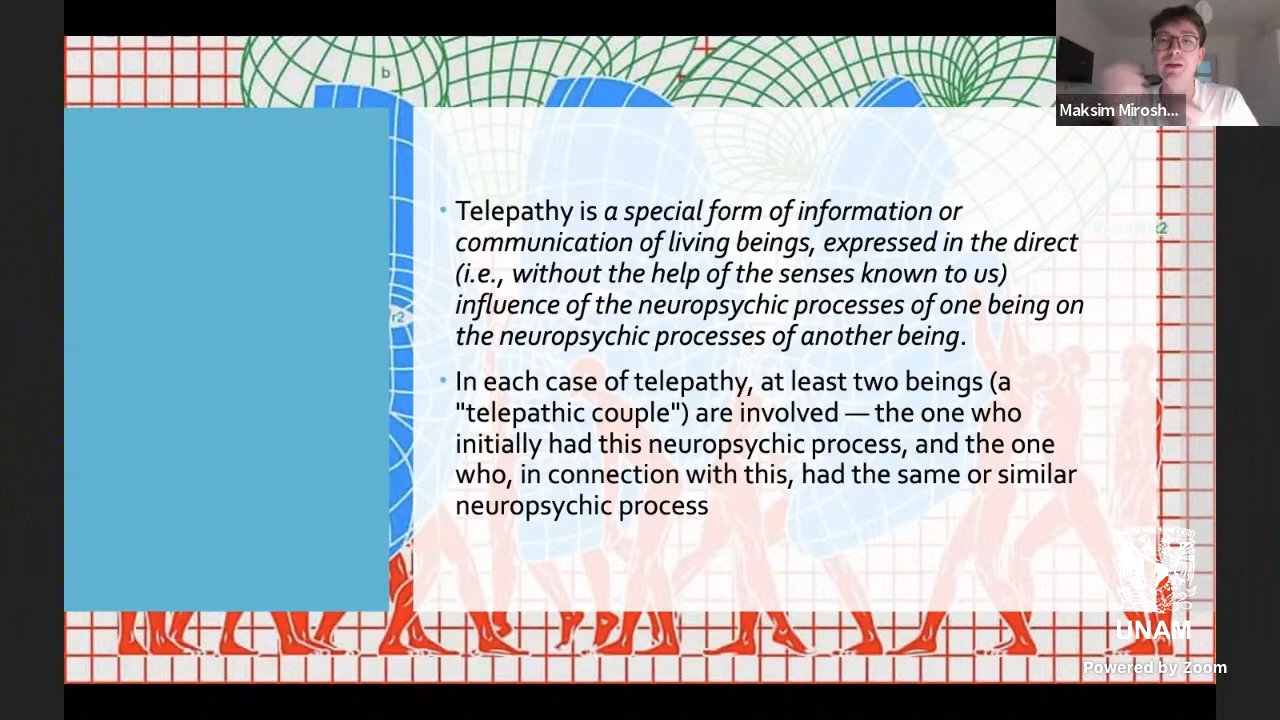 b
Maksim Mirosh...
• Telepathy is a special form of information or
communication of living beings, expressed in the direct
(i.e., without the help of the senses known to us)
influence of the neuropsychic processes of one being on
the neuropsychic processes of another being.
• In each case of telepathy, at least two beings (a
"telepathic couple") are involved — the one who
initially had this neuropsychic process, and the one
who, in connection with this, had the same or similar
neuropsychic process
r2
UNAM
Powered by Zoom